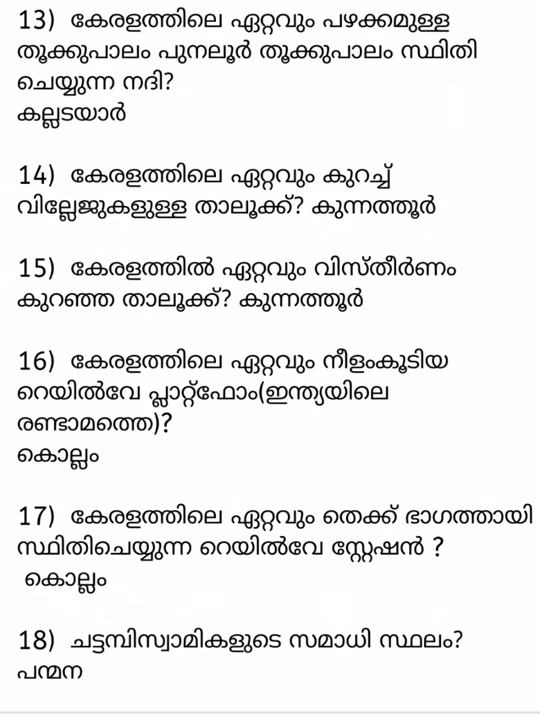 13) കേരളത്തിലെ ഏറ്റവും പഴക്കമുള്ള
തൂക്കുപാലം പുനലൂർ തൂക്കുപാലം സ്ഥിതി
ചെയ്യുന്ന നദി?
കല്ലടയാർ
14) കേരളത്തിലെ ഏറ്റവും കുറച്ച്
വില്ലേജുകളുള്ള താലൂക്ക്? കുന്നത്തൂർ
15) കേരളത്തിൽ ഏറ്റവും വിസ്തീർണം
കുറഞ്ഞ താലൂക്ക്? കുന്നത്തൂർ
16) കേരളത്തിലെ ഏറ്റവും നീളംകൂടിയ
റെയിൽവേ പ്ലാറ്റ്ഫോം(ഇന്ത്യയിലെ
രണ്ടാമത്തെ)?
കൊല്ലം
17) കേരളത്തിലെ ഏറ്റവും തെക്ക് ഭാഗത്തായി
സ്ഥിതിചെയ്യുന്ന റെയിൽവേ സ്റ്റേഷൻ ?
കൊല്ലം
18) ചട്ടമ്പിസ്വാമികളുടെ സമാധി സ്ഥലം?
പന്മന